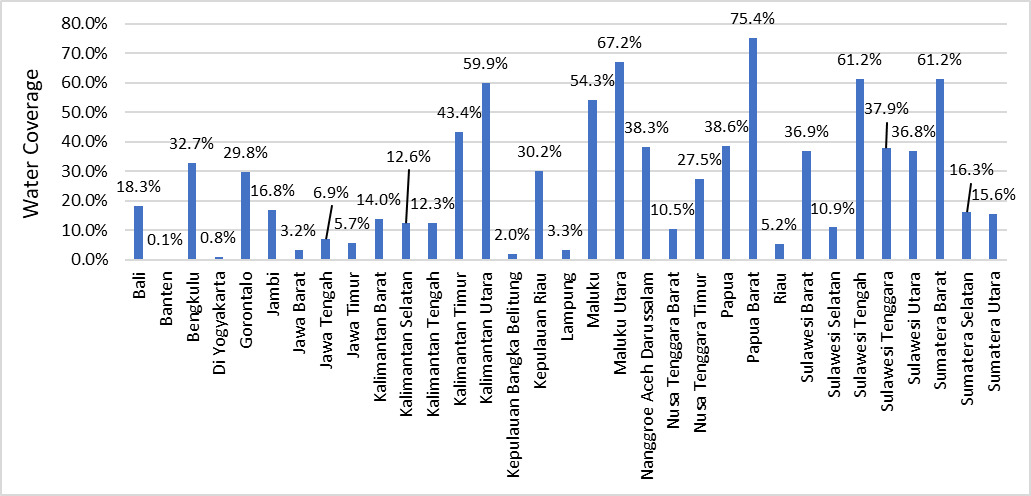 Water Coverage
80.0%
70.0%
60.0%
50.0%
40.0%
30.0%
20.0%
10.0%
0.0%
18.3%
0.1%
32.7%
0.8%
29.8%
16.8%
3.2%
6.9%
5.7%
14.0%
12.6%
12.3%
43.4%
59.9%
2.0%
30.2%
3.3%
54.3%
67.2%
38.3%
10.5%
27.5%
38.6%
75.4%
5.2%
36.9%
10.9%
61.2%
37.9%
36.8%
61.2%
16.3%
15.6%
Bali
Banten
Bengkulu
Di Yogyakarta
Gorontalo
Jambi
Jawa Barat
Jawa Tengah
Jawa Timur
Kalimantan Barat
Kalimantan Selatan
Kalimantan Tengah
Kalimantan Timur
Kalimantan Utara
Kepulauan Bangka Belitung
Kepulauan Riau
Lampung
Maluku
Maluku Utara
Nanggroe Aceh Darussalam
Nusa Tenggara Barat
Nusa Tenggara Timur
Papua
Papua Barat
Riau
Sulawesi Barat
Sulawesi Selatan
Sulawesi Tengah
Sulawesi Tenggara
Sulawesi Utara
Sumatera Barat
Sumatera Selatan
Sumatera Utara